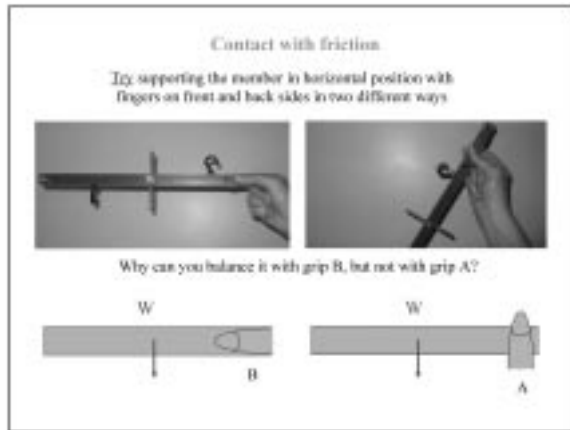 Contact with friction
Try supporting the member in horizontal position with
fingers on front and back sides in two different ways
Why can you balance it with grip B, but not with grip A?
W
W
B
A